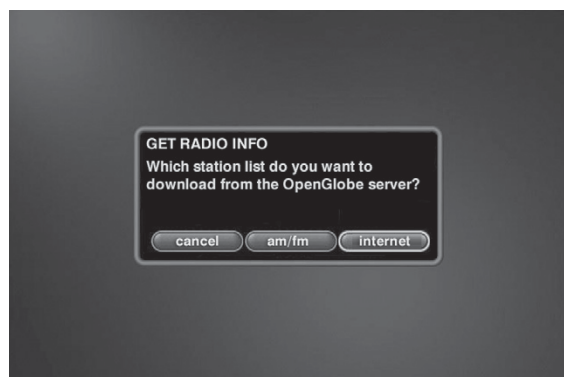 GET RADIO INFO
Which station list do you want to
download from the OpenGlobe server?
cancel am/fm internet